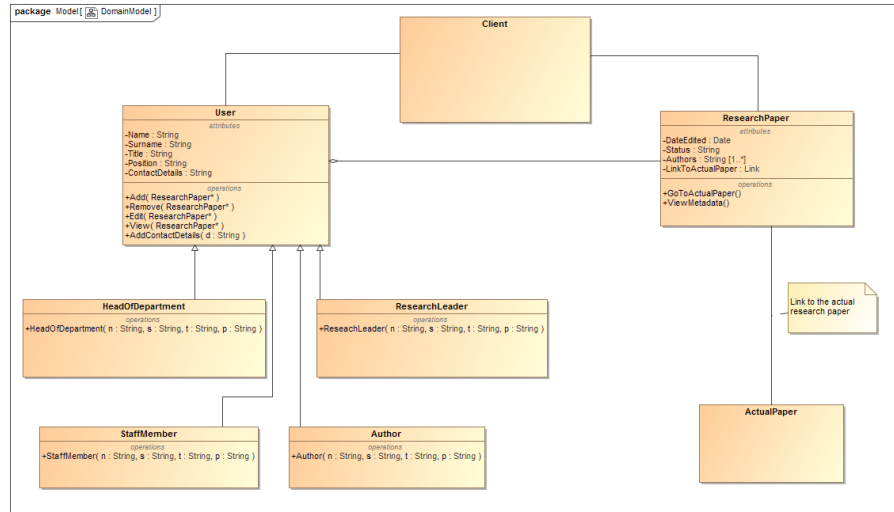 package Model [ DomainModel ]
Client
User
attributes
-Name : String
-Surname : String
-Title : String
-Position : String
-ContactDetails : String
operations
+Add( ResearchPaper* )
+Remove( ResearchPaper* )
+Edit( ResearchPaper* )
+View( ResearchPaper* )
+AddContactDetails( d : String )
ResearchPaper
attributes
-DateEdited : Date
-Status : String
-Authors : String [1..*]
-LinkToActualPaper : Link
operations
+GoToActualPaper()
+ViewMetadata()
HeadOfDepartment
operations
+HeadOfDepartment( n : String, s : String, t : String, p : String )
ResearchLeader
operations
+ReseachLeader( n : String, s : String, t : String, p : String )
Link to the actual
research paper
StaffMember
operations
+StaffMember( n : String, s : String, t : String, p : String )
Author
operations
+Author( n : String, s : String, t : String, p : String )
ActualPaper